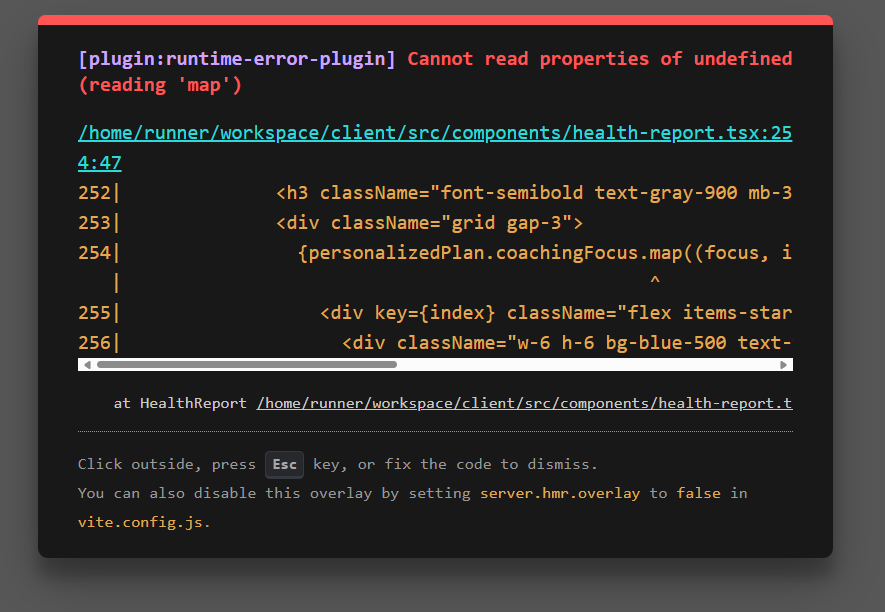 [plugin:runtime-error-plugin] Cannot read properties of undefined
(reading 'map')
/home/runner/workspace/client/src/components/health-report.tsx:25
4:47
252|              <h3 className="font-semibold text-gray-900 mb-3
253|              <div className="grid gap-3">
254|                {personalizedPlan.coachingFocus.map((focus, i
   |                                                ^
255|                  <div key={index} className="flex items-star
256|                    <div className="w-6 h-6 bg-blue-500 text-
at HealthReport /home/runner/workspace/client/src/components/health-report.t
Click outside, press Esc key, or fix the code to dismiss.
You can also disable this overlay by setting server.hmr.overlay to false in
vite.config.js.